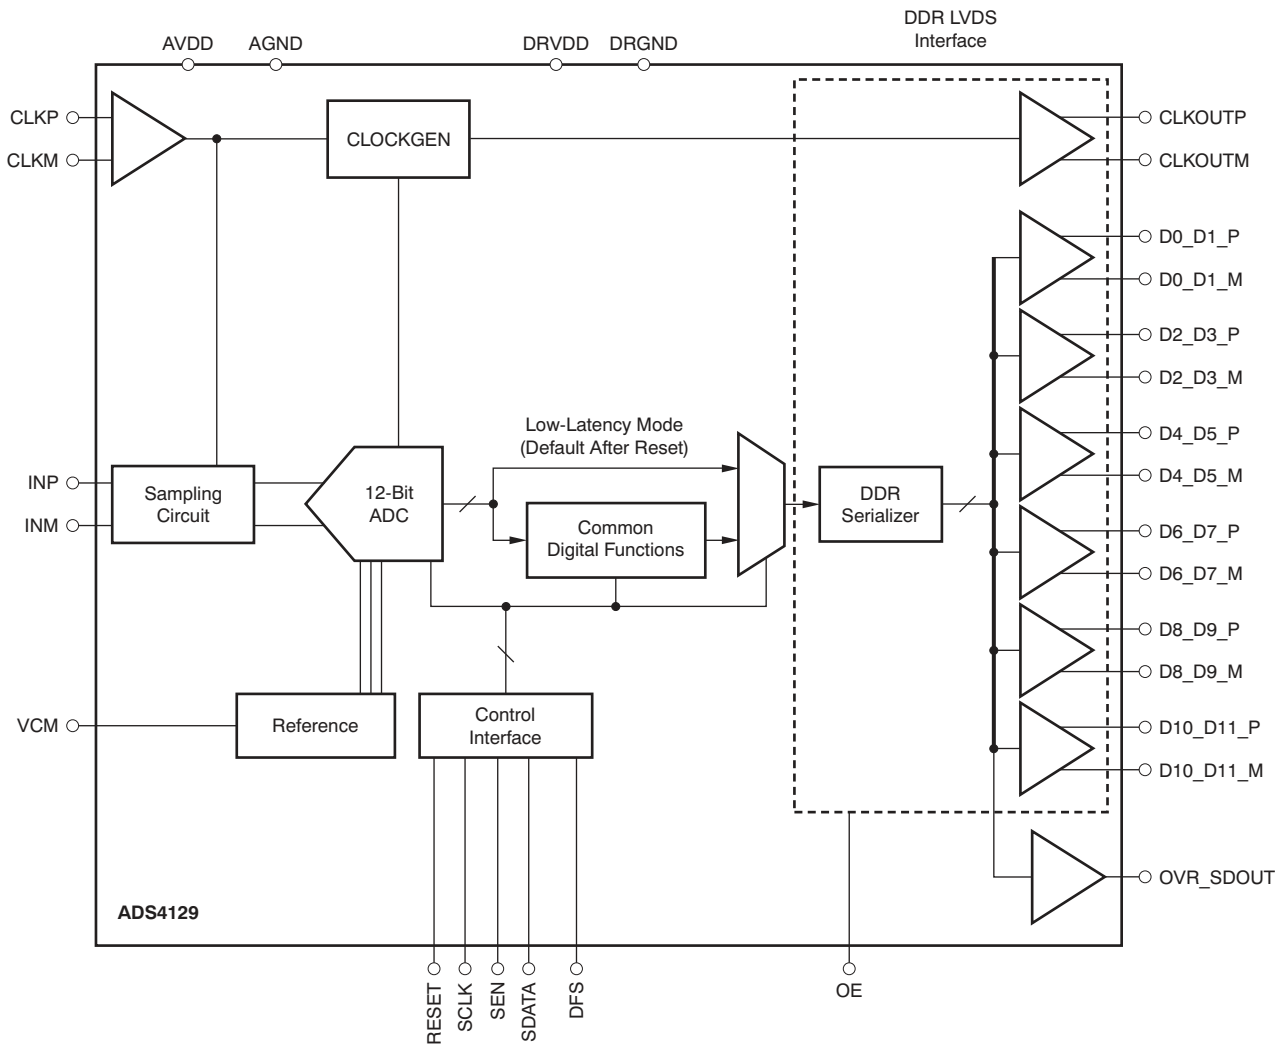 DDR LVDS
Interface
AVDD
AGND
DRVDD
DRGND
CLKP
CLKM
CLOCKGEN
CLKOUTP
CLKOUTM
D0_D1_P
D0_D1_M
D2_D3_P
D2_D3_M
Low-Latency Mode
(Default After Reset)
D4_D5_P
D4_D5_M
INP
INM
Sampling
Circuit
12-Bit
ADC
Common
Digital Functions
DDR
Serializer
D6_D7_P
D6_D7_M
D8_D9_P
D8_D9_M
VCM
Reference
Control
Interface
D10_D11_P
D10_D11_M
OVR_SDOUT
ADS4129
RESET
SCLK
SEN
SDATA
DFS
OE